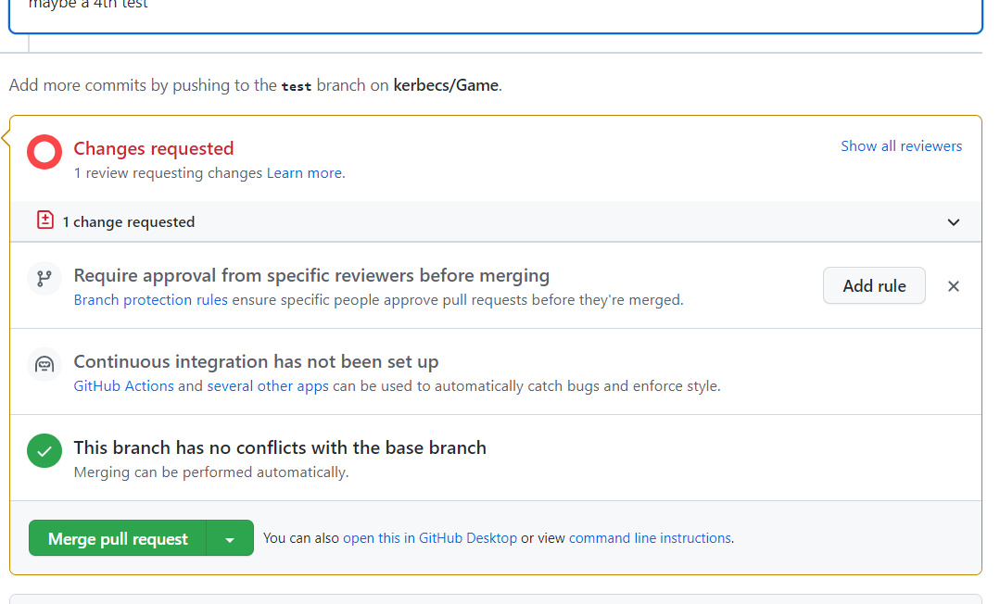 maybe a 4th test
Add more commits by pushing to the test branch on kerbecs/Game.
Changes requested
Show all reviewers
1 review requesting changes Learn more.
1 change requested
Require approval from specific reviewers before merging
Branch protection rules ensure specific people approve pull requests before they're merged.
Add rule
Continuous integration has not been set up
GitHub Actions and several other apps can be used to automatically catch bugs and enforce style.
This branch has no conflicts with the base branch
Merging can be performed automatically.
Merge pull request
You can also open this in GitHub Desktop or view command line instructions.